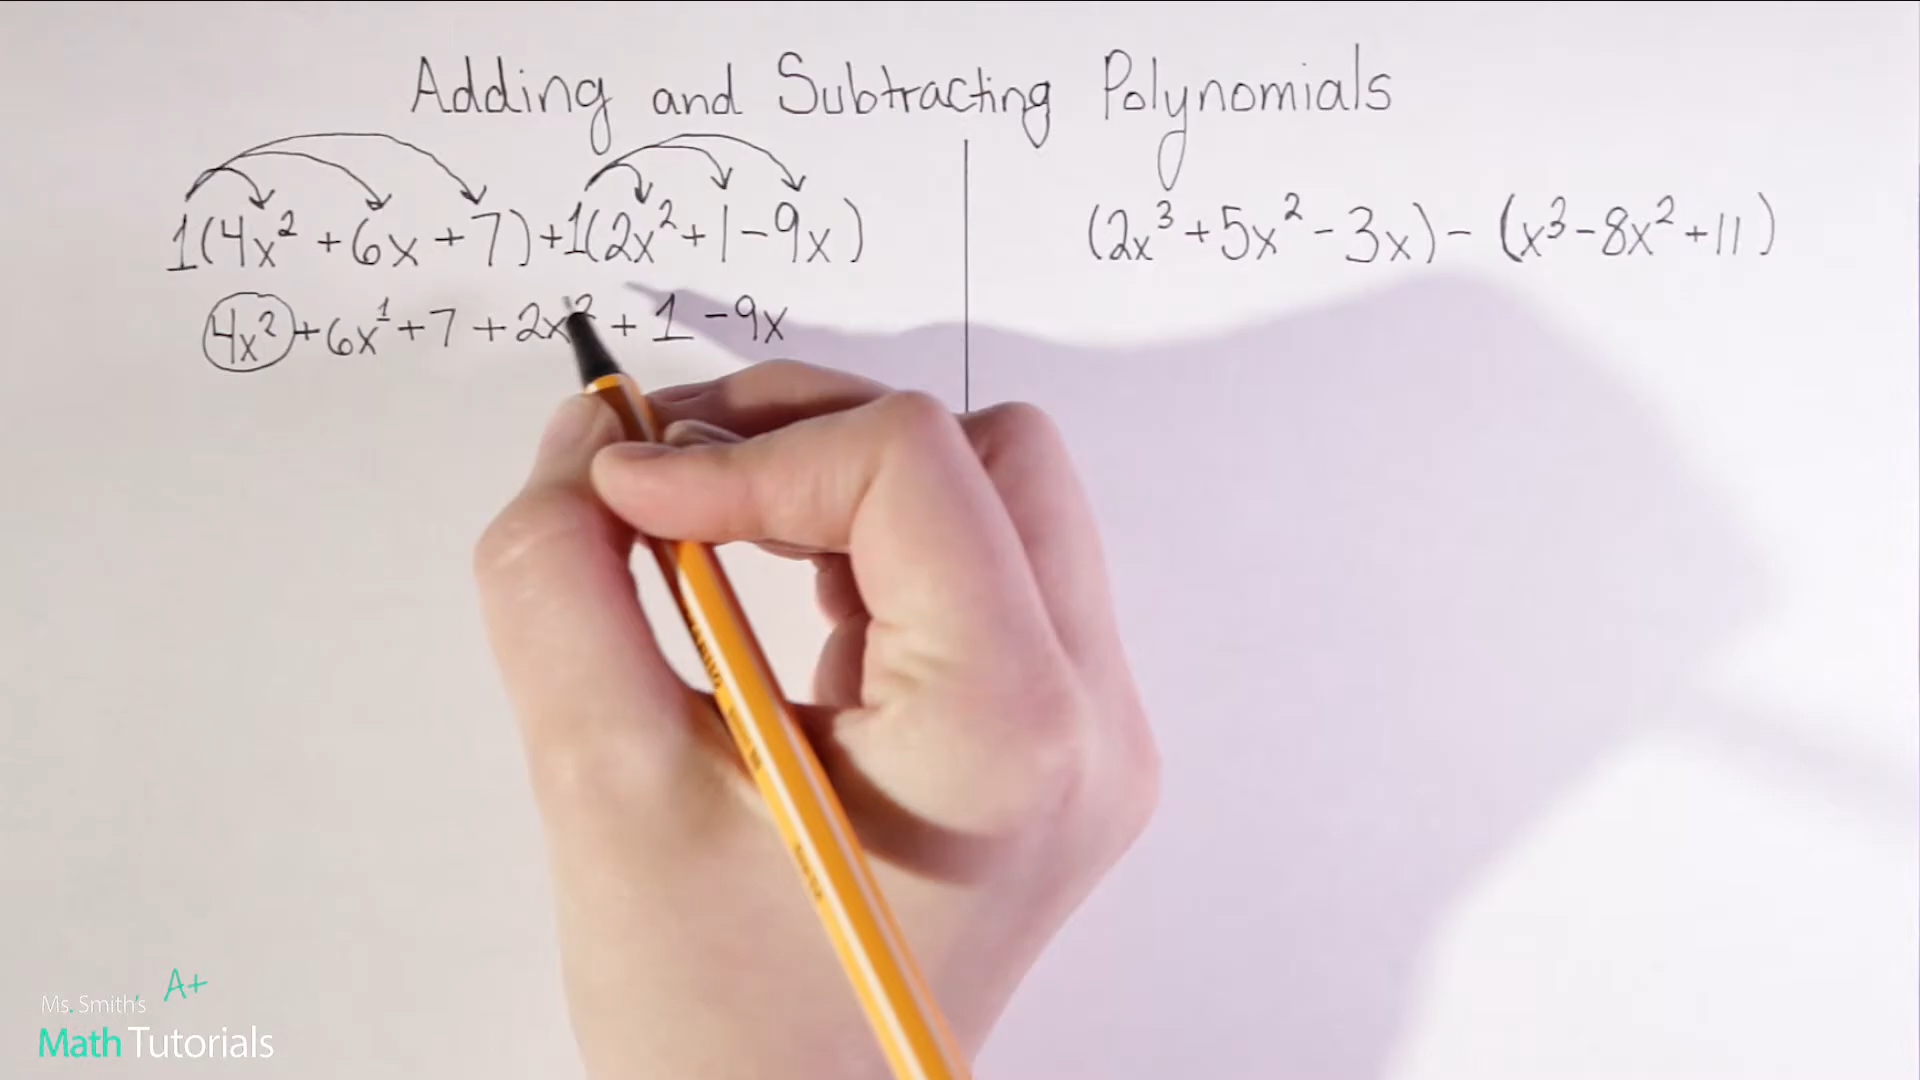 Adding and Subtracting Polynomials
1(4x² + 6x + 7) + 1(2x² + 1 - 9x)
4x² + 6x¹ + 7 + 2x² + 1 - 9x
(2x³ + 5x² - 3x) - (x³ - 8x² + 11)
A+
Ms. Smith's
Math Tutorials